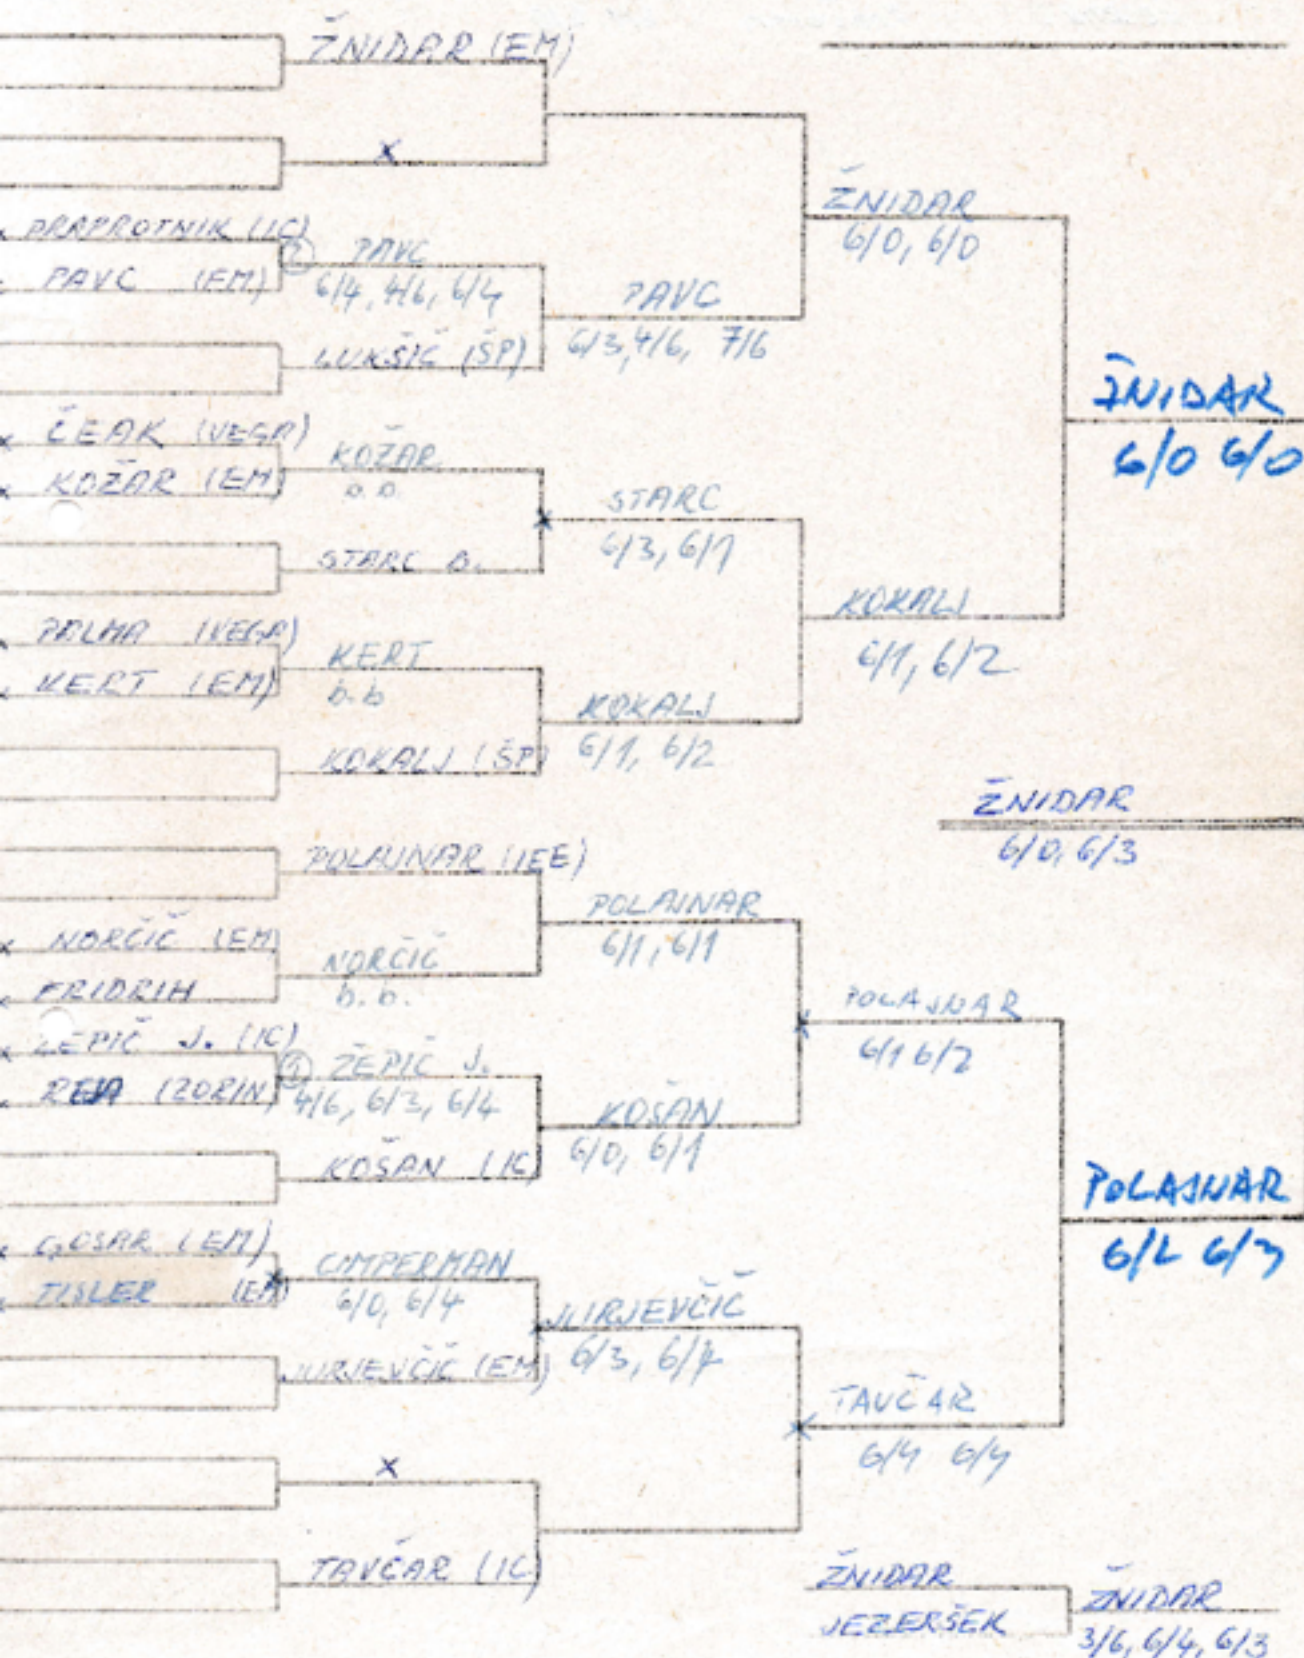 ŽNIDAR (EM)
X
PRAPROTNIK (IC)
PAVC (EM)
PAVC
6/4, 4/6, 6/4
LUKŠIČ (ŠP)
PAVC
6/3, 4/6, 7/6
ŽNIDAR
6/0, 6/0
ČEAK (VEGA)
KOŽAR (EM)
KOŽAR
b.b.
STARC B.
STARC
6/3, 6/1
PALMA (VEGA)
KERT (EM)
KERT
b.b
KOKALJ (ŠP)
KOKALJ
6/1, 6/2
KOKALJ
6/1, 6/2
ŽNIDAR
6/0 6/0
ŽNIDAR
6/0, 6/3
POLAJNAR (IEE)
NORČIČ (EM)
FRIDRIH
NORČIČ
b.b.
POLAJNAR
6/1, 6/1
ŽEPIČ J. (IC)
REJA (ZORIN)
ŽEPIČ J.
4/6, 6/3, 6/4
KOŠAN (IC)
KOŠAN
6/0, 6/1
POLAJNAR
6/1 6/2
GOSAR (EM)
TISLER (EM)
CIMPERMAN
6/0, 6/4
JURJEVČIČ (EM)
JURJEVČIČ
6/3, 6/4
X
TAVČAR (IC)
TAVČAR
6/4 6/4
POLAJNAR
6/2 6/3
ŽNIDAR
JEZERŠEK
ŽNIDAR
3/6, 6/4, 6/3